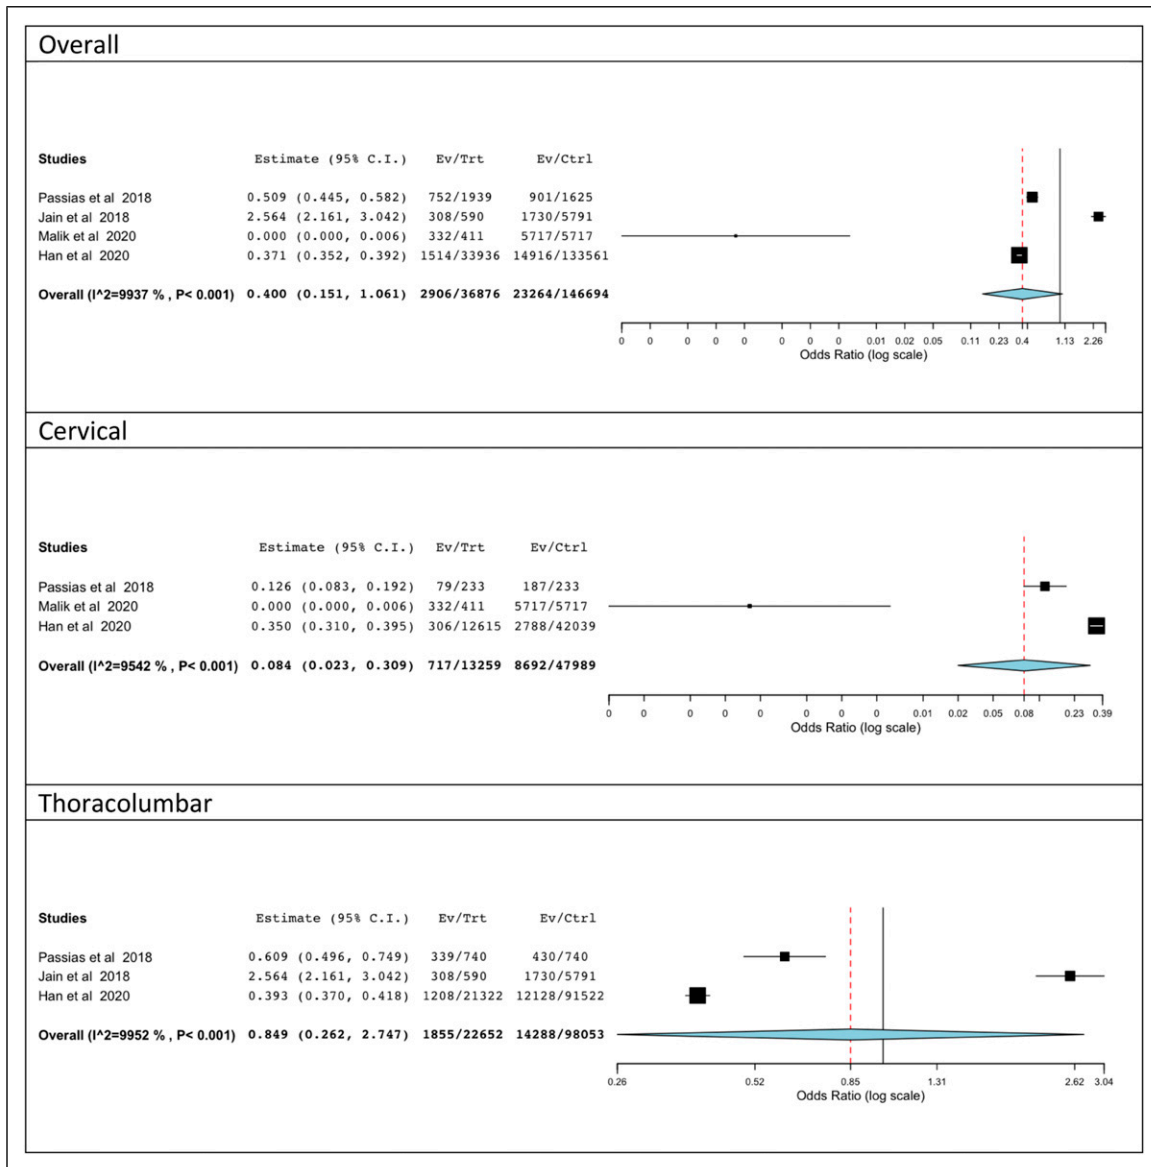 Overall
Studies Estimate (95% C.I.) Ev/Trt Ev/Ctrl
Passias et al 2018 0.509 (0.445, 0.582) 752/1939 901/1625
Jain et al 2018 2.564 (2.161, 3.042) 308/590 1730/5791
Malik et al 2020 0.000 (0.000, 0.006) 332/411 5717/5717
Han et al 2020 0.371 (0.352, 0.392) 1514/33936 14916/133561
Overall (I^2=9937 % , P< 0.001) 0.400 (0.151, 1.061) 2906/36876 23264/146694
0 0 0 0 0 0 0 0 0.01 0.02 0.05 0.11 0.23 0.4 1.13 2.26
Odds Ratio (log scale)
Cervical
Studies Estimate (95% C.I.) Ev/Trt Ev/Ctrl
Passias et al 2018 0.126 (0.083, 0.192) 79/233 187/233
Malik et al 2020 0.000 (0.000, 0.006) 332/411 5717/5717
Han et al 2020 0.350 (0.310, 0.395) 306/12615 2788/42039
Overall (I^2=9542 % , P< 0.001) 0.084 (0.023, 0.309) 717/13259 8692/47989
0 0 0 0 0 0 0 0 0.01 0.02 0.05 0.08 0.23 0.39
Odds Ratio (log scale)
Thoracolumbar
Studies Estimate (95% C.I.) Ev/Trt Ev/Ctrl
Passias et al 2018 0.609 (0.496, 0.749) 339/740 430/740
Jain et al 2018 2.564 (2.161, 3.042) 308/590 1730/5791
Han et al 2020 0.393 (0.370, 0.418) 1208/21322 12128/91522
Overall (I^2=9952 % , P< 0.001) 0.849 (0.262, 2.747) 1855/22652 14288/98053
0.26 0.52 0.85 1.31 2.62 3.04
Odds Ratio (log scale)